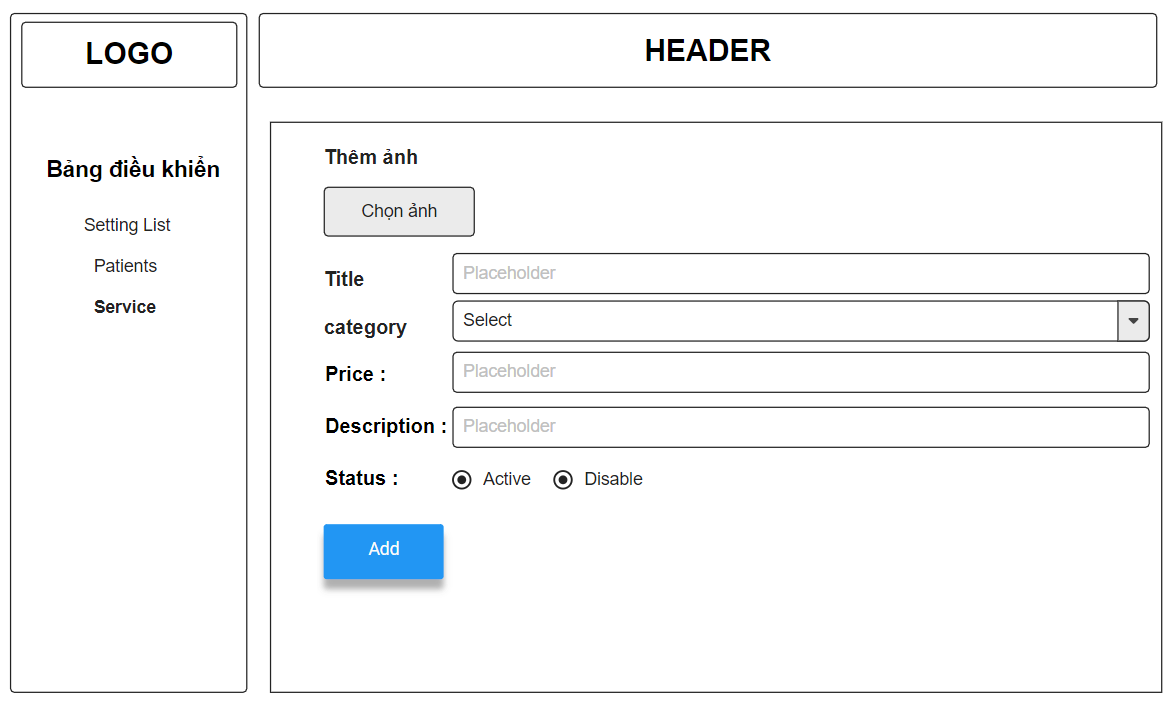 LOGO
HEADER
Bảng điều khiển
Setting List
Patients
Service
Thêm ảnh
Chọn ảnh
Title
Placeholder
category
Select
Price :
Placeholder
Description :
Placeholder
Status :
Active
Disable
Add